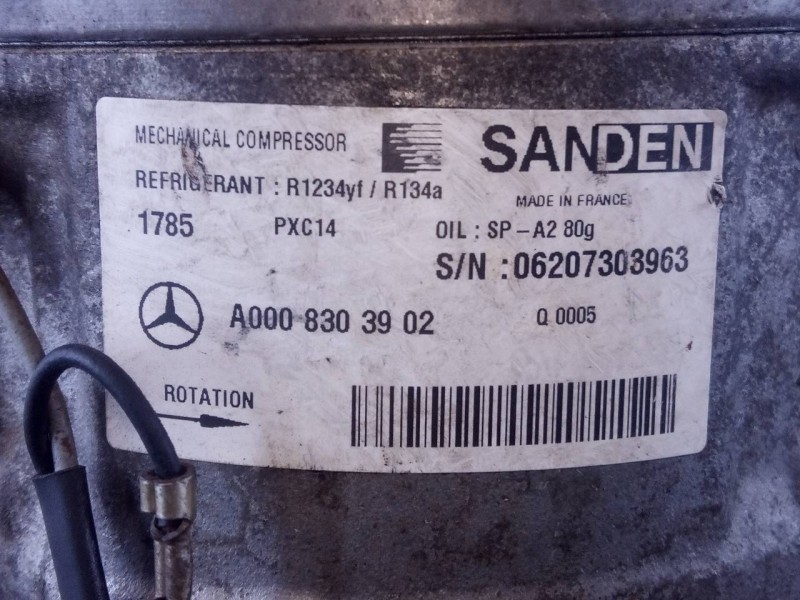 MECHANICAL COMPRESSOR SANDEN
REFRIGERANT : R1234yf / R134a MADE IN FRANCE
1785 PXC14 OIL : SP-A2 80g
S/N : 06207303963
A000 830 39 02 Q 0005
ROTATION